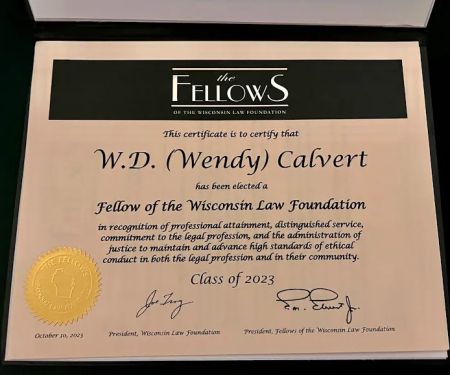 the
FELLOWS
OF THE WISCONSIN LAW FOUNDATION
This certificate is to certify that
W.D. (Wendy) Calvert
has been elected a
Fellow of the Wisconsin Law Foundation
in recognition of professional attainment, distinguished service,
commitment to the legal profession, and the administration of
justice to maintain and advance high standards of ethical
conduct in both the legal profession and in their community.
Class of 2023
THE FELLOWS
October 10, 2023
President, Wisconsin Law Foundation
President, Fellows of the Wisconsin Law Foundation